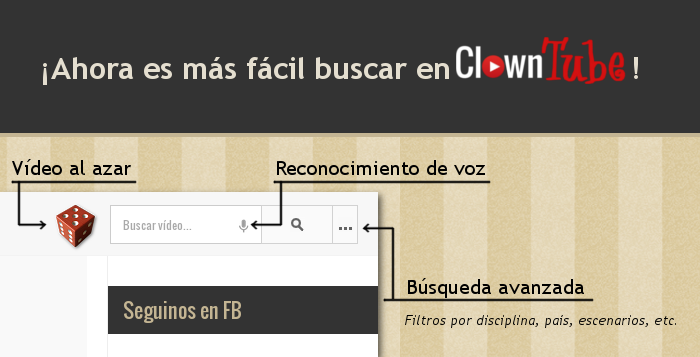 ¡Ahora es más fácil buscar en ClownTube!
Vídeo al azar
Reconocimiento de voz
Buscar vídeo...
...
Búsqueda avanzada
Filtros por disciplina, país, escenarios, etc.
Seguinos en FB